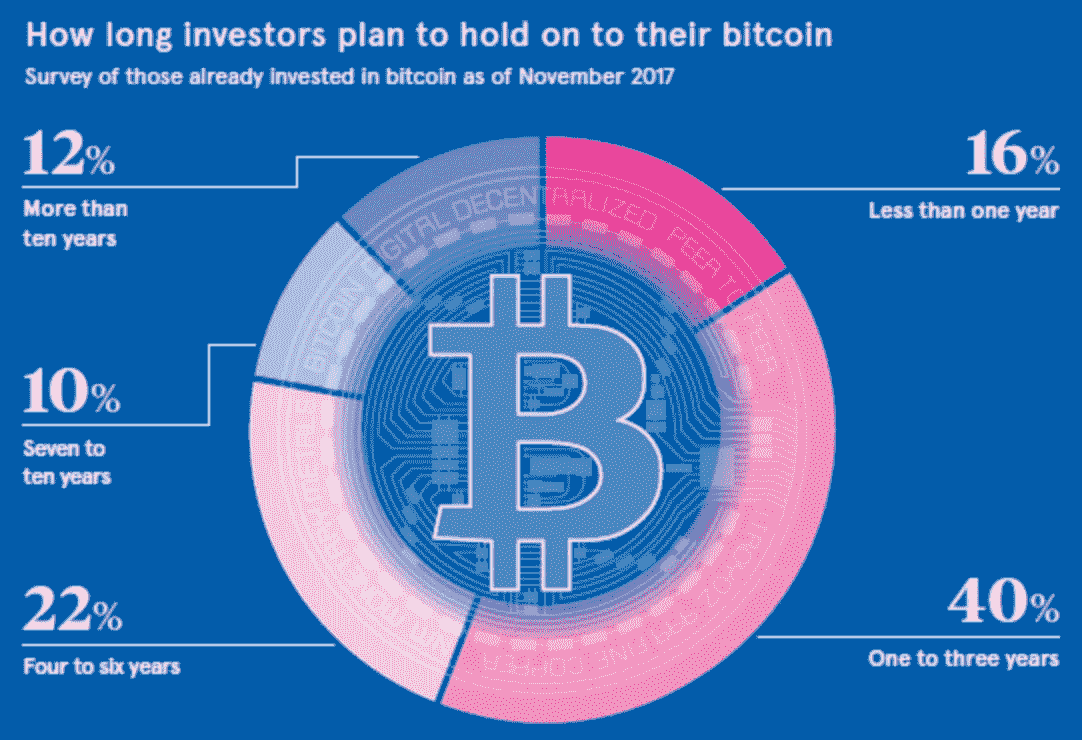 How long investors plan to hold on to their bitcoin
Survey of those already invested in bitcoin as of November 2017
12%
More than
ten years
16%
Less than one year
10%
Seven to
ten years
22%
Four to six years
40%
One to three years
BITCOIN DIGITAL DECENTRALIZED PEER TO PEER